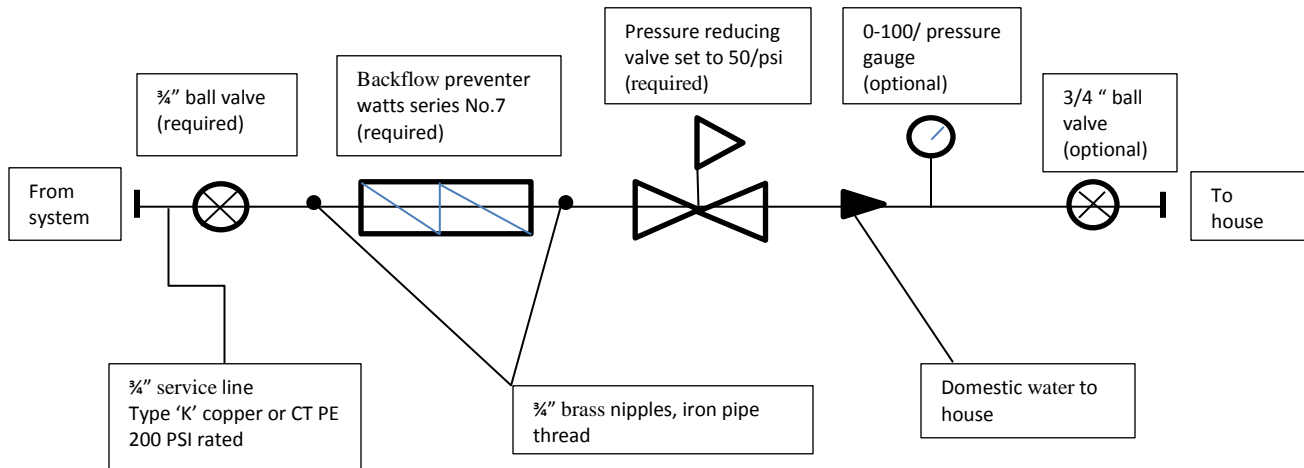 Pressure reducing
valve set to 50/psi
(required)
0-100/ pressure
gauge
(optional)
¾” ball valve
(required)
Backflow preventer
watts series No.7
(required)
3/4 “ ball
valve
(optional)
From
system
To
house
¾” service line
Type ‘K’ copper or CT PE
200 PSI rated
¾” brass nipples, iron pipe
thread
Domestic water to
house